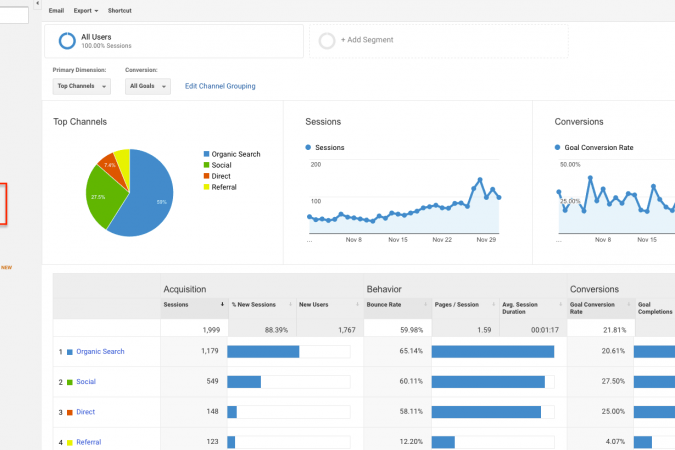 Email Export Shortcut
All Users
100.00% Sessions
+ Add Segment
Primary Dimension: Conversion:
Top Channels All Goals Edit Channel Grouping
Top Channels
Organic Search
Social
Direct
Referral
7.4%
27.5%
59%
Sessions
Sessions
200
100
... Nov 8 Nov 15 Nov 22 Nov 29
Conversions
Goal Conversion Rate
50.00%
25.00%
... Nov 8 Nov 15
NEW
Acquisition Behavior Conversions
Sessions % New Sessions New Users Bounce Rate Pages / Session Avg. Session Duration Goal Conversion Rate Goal Completions
1,999 88.39% 1,767 59.98% 1.59 00:01:17 21.81%
1 Organic Search 1,179 65.14% 20.61%
2 Social 549 60.11% 27.50%
3 Direct 148 58.11% 25.00%
4 Referral 123 12.20% 4.07%